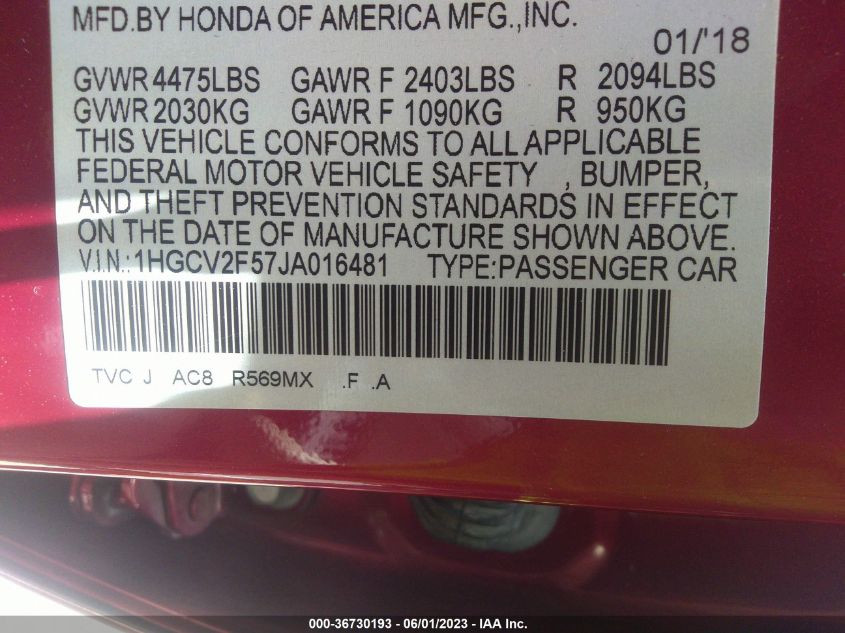 MFD.BY HONDA OF AMERICA MFG.,INC.
01/'18
GVWR 4475LBS GAWR F 2403LBS R 2094LBS
GVWR 2030KG GAWR F 1090KG R 950KG
THIS VEHICLE CONFORMS TO ALL APPLICABLE
FEDERAL MOTOR VEHICLE SAFETY , BUMPER,
AND THEFT PREVENTION STANDARDS IN EFFECT
ON THE DATE OF MANUFACTURE SHOWN ABOVE.
V.I.N.:1HGCV2F57JA016481 TYPE:PASSENGER CAR
TVC J AC8 R569MX .F .A
000-36730193 - 06/01/2023 - IAA Inc.